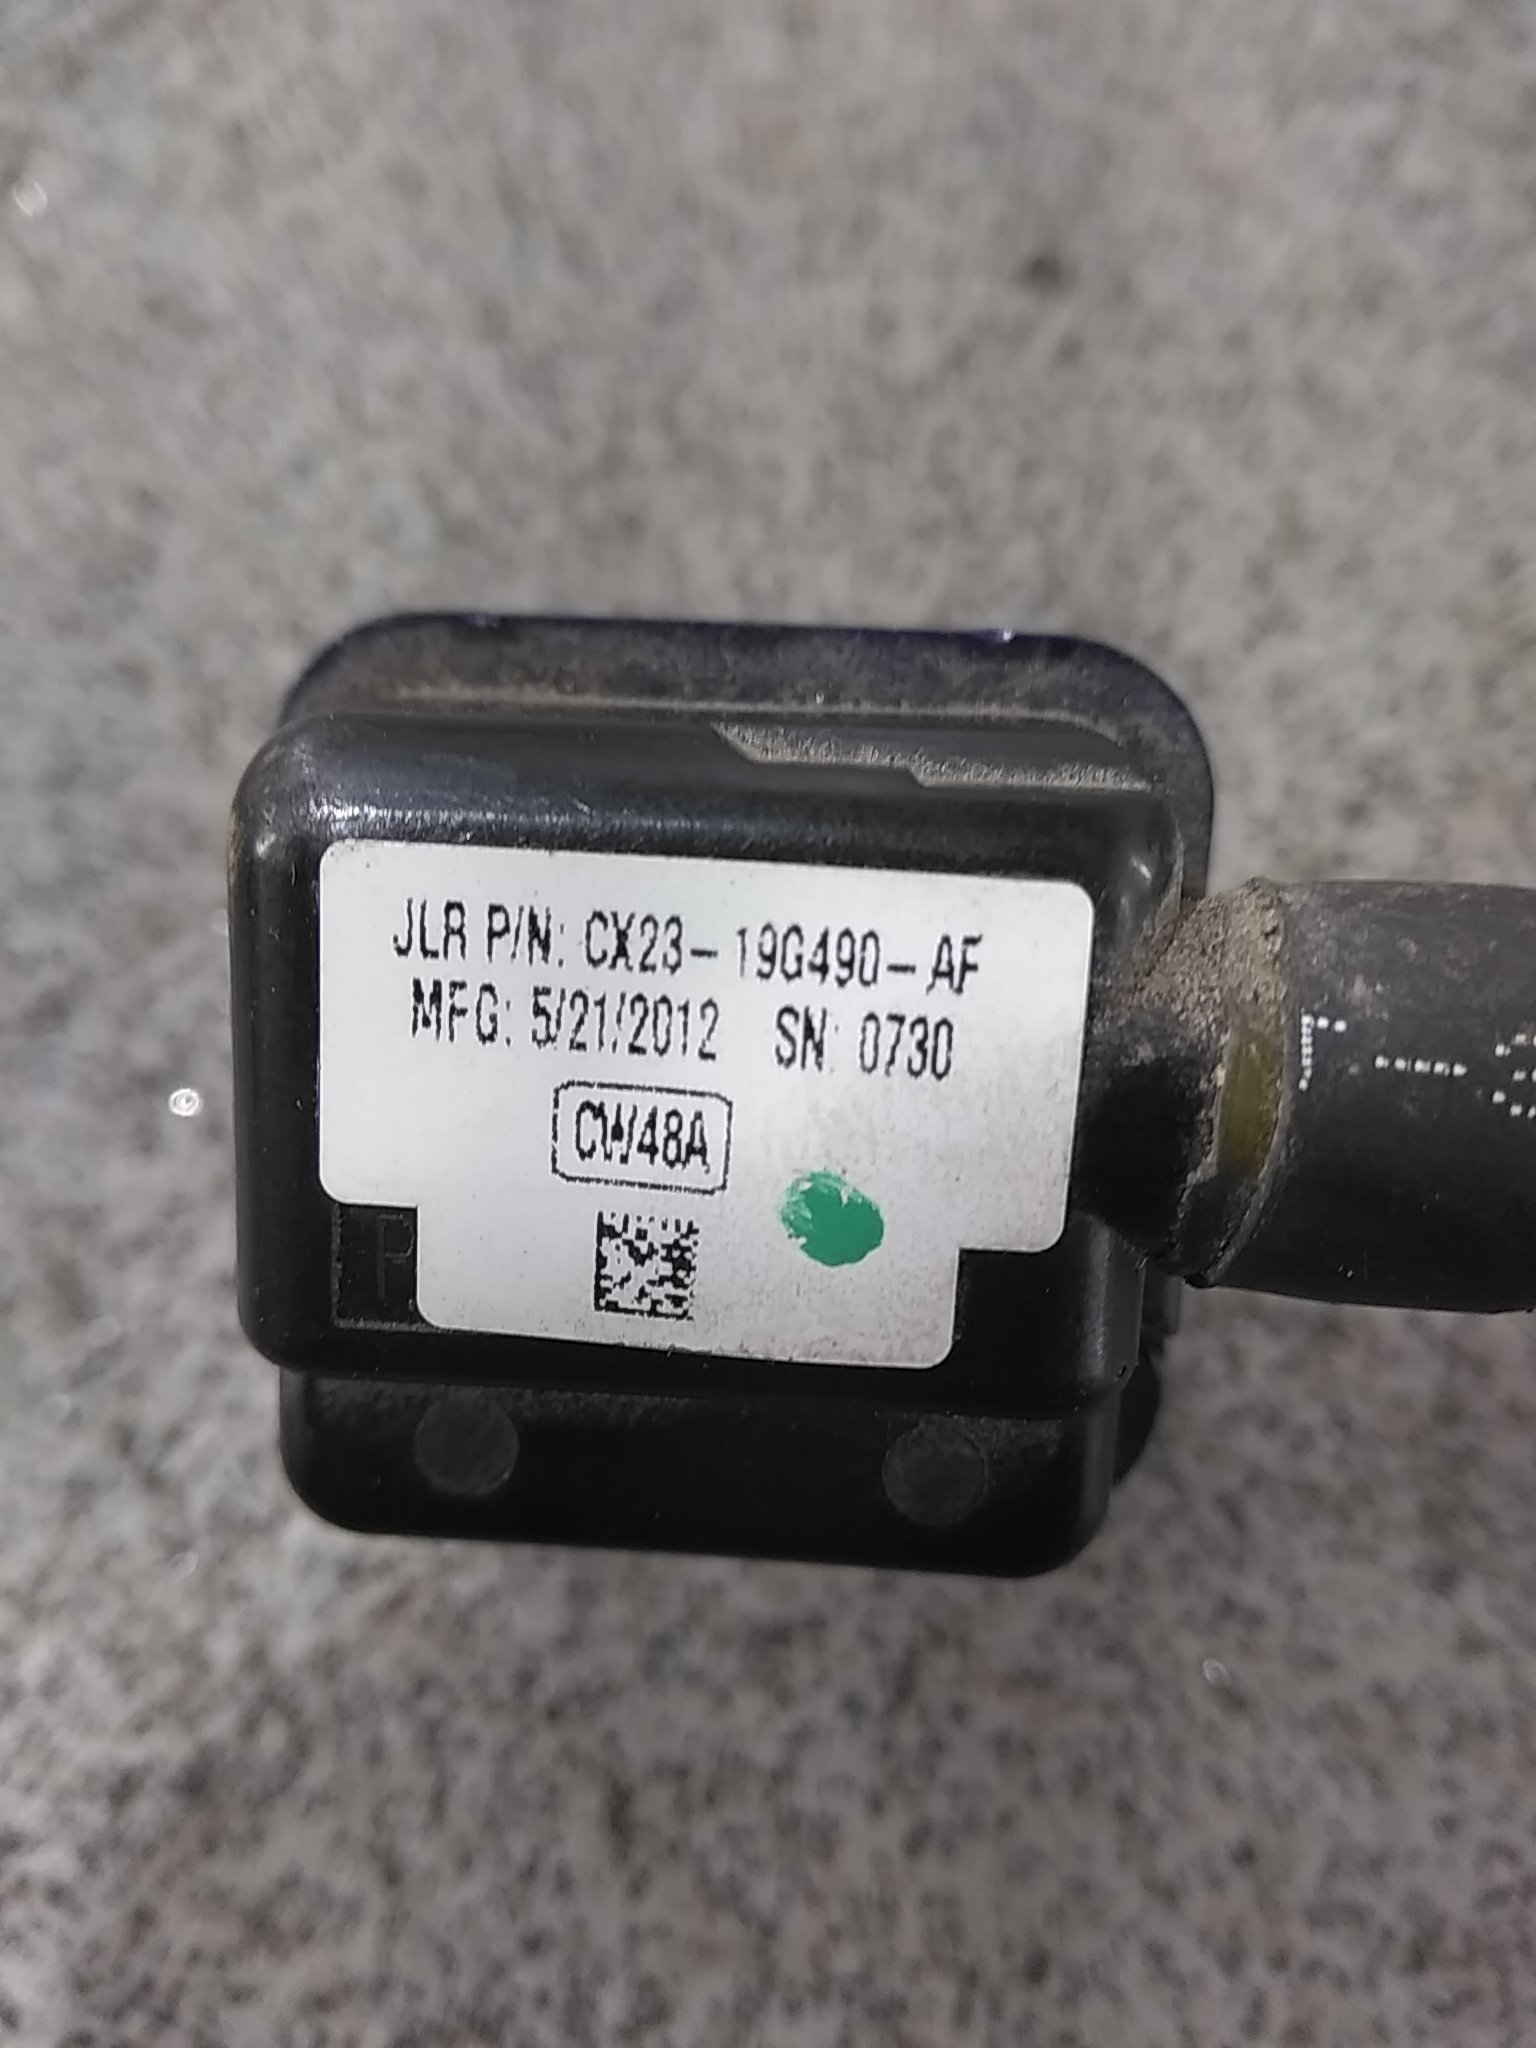 JLR P/N: CX23-19G490-AF
MFG: 5/21/2012 SN: 0730
CW48A
P